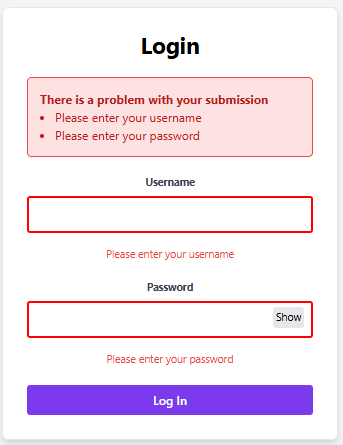 Login
There is a problem with your submission
• Please enter your username
• Please enter your password
Username
Please enter your username
Password
Show
Please enter your password
Log In